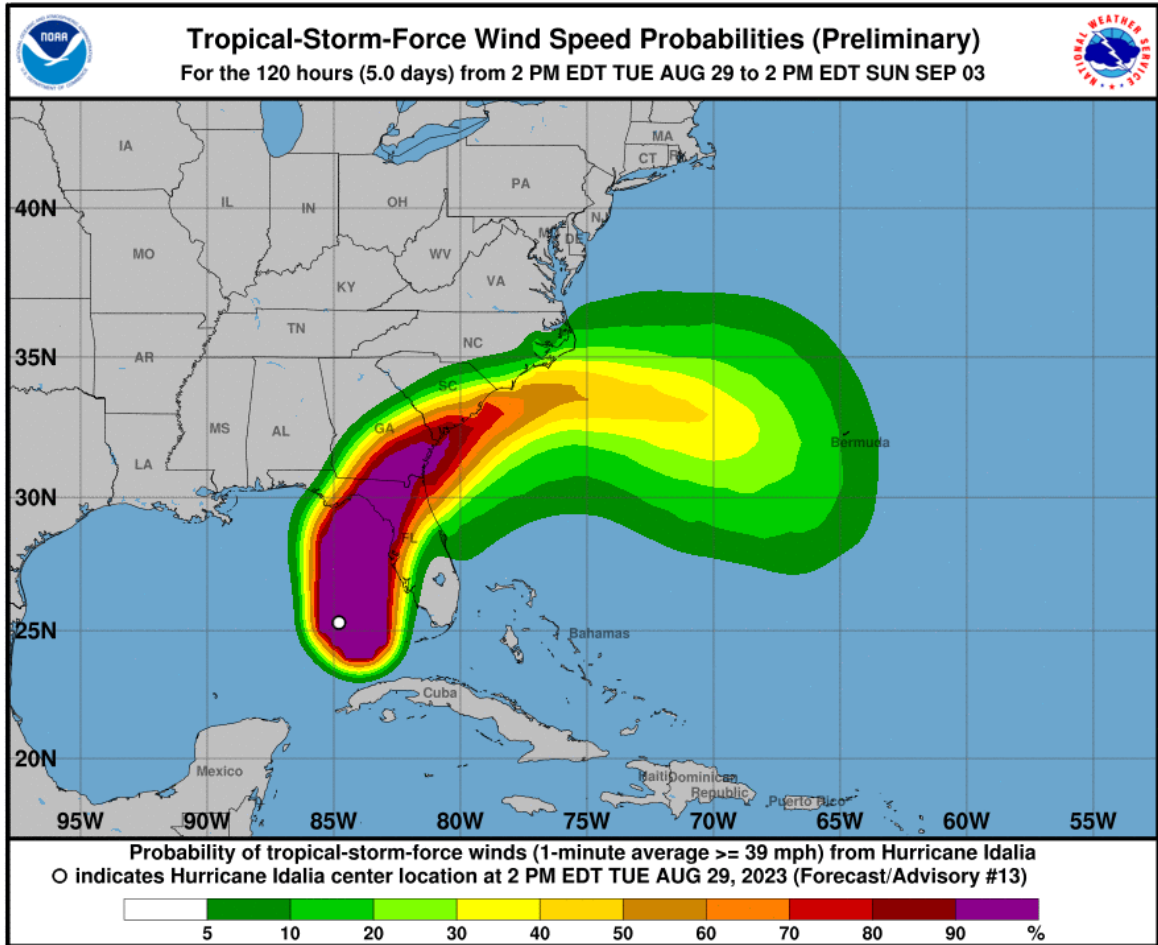 Tropical-Storm-Force Wind Speed Probabilities (Preliminary)
For the 120 hours (5.0 days) from 2 PM EDT TUE AUG 29 to 2 PM EDT SUN SEP 03
NOAA
NATIONAL WEATHER SERVICE
IA
MA
CT
PA
IL
IN
OH
40N
NJ
DE
MO
WV
VA
KY
TN
NC
AR
35N
SC
MS
AL
GA
Bermuda
LA
30N
FL
25N
Bahamas
Cuba
20N
Mexico
Haiti
Dominican
Republic
Puerto Rico
95W 90W 85W 80W 75W 70W 65W 60W 55W
Probability of tropical-storm-force winds (1-minute average >= 39 mph) from Hurricane Idalia
indicates Hurricane Idalia center location at 2 PM EDT TUE AUG 29, 2023 (Forecast/Advisory #13)
5 10 20 30 40 50 60 70 80 90 %